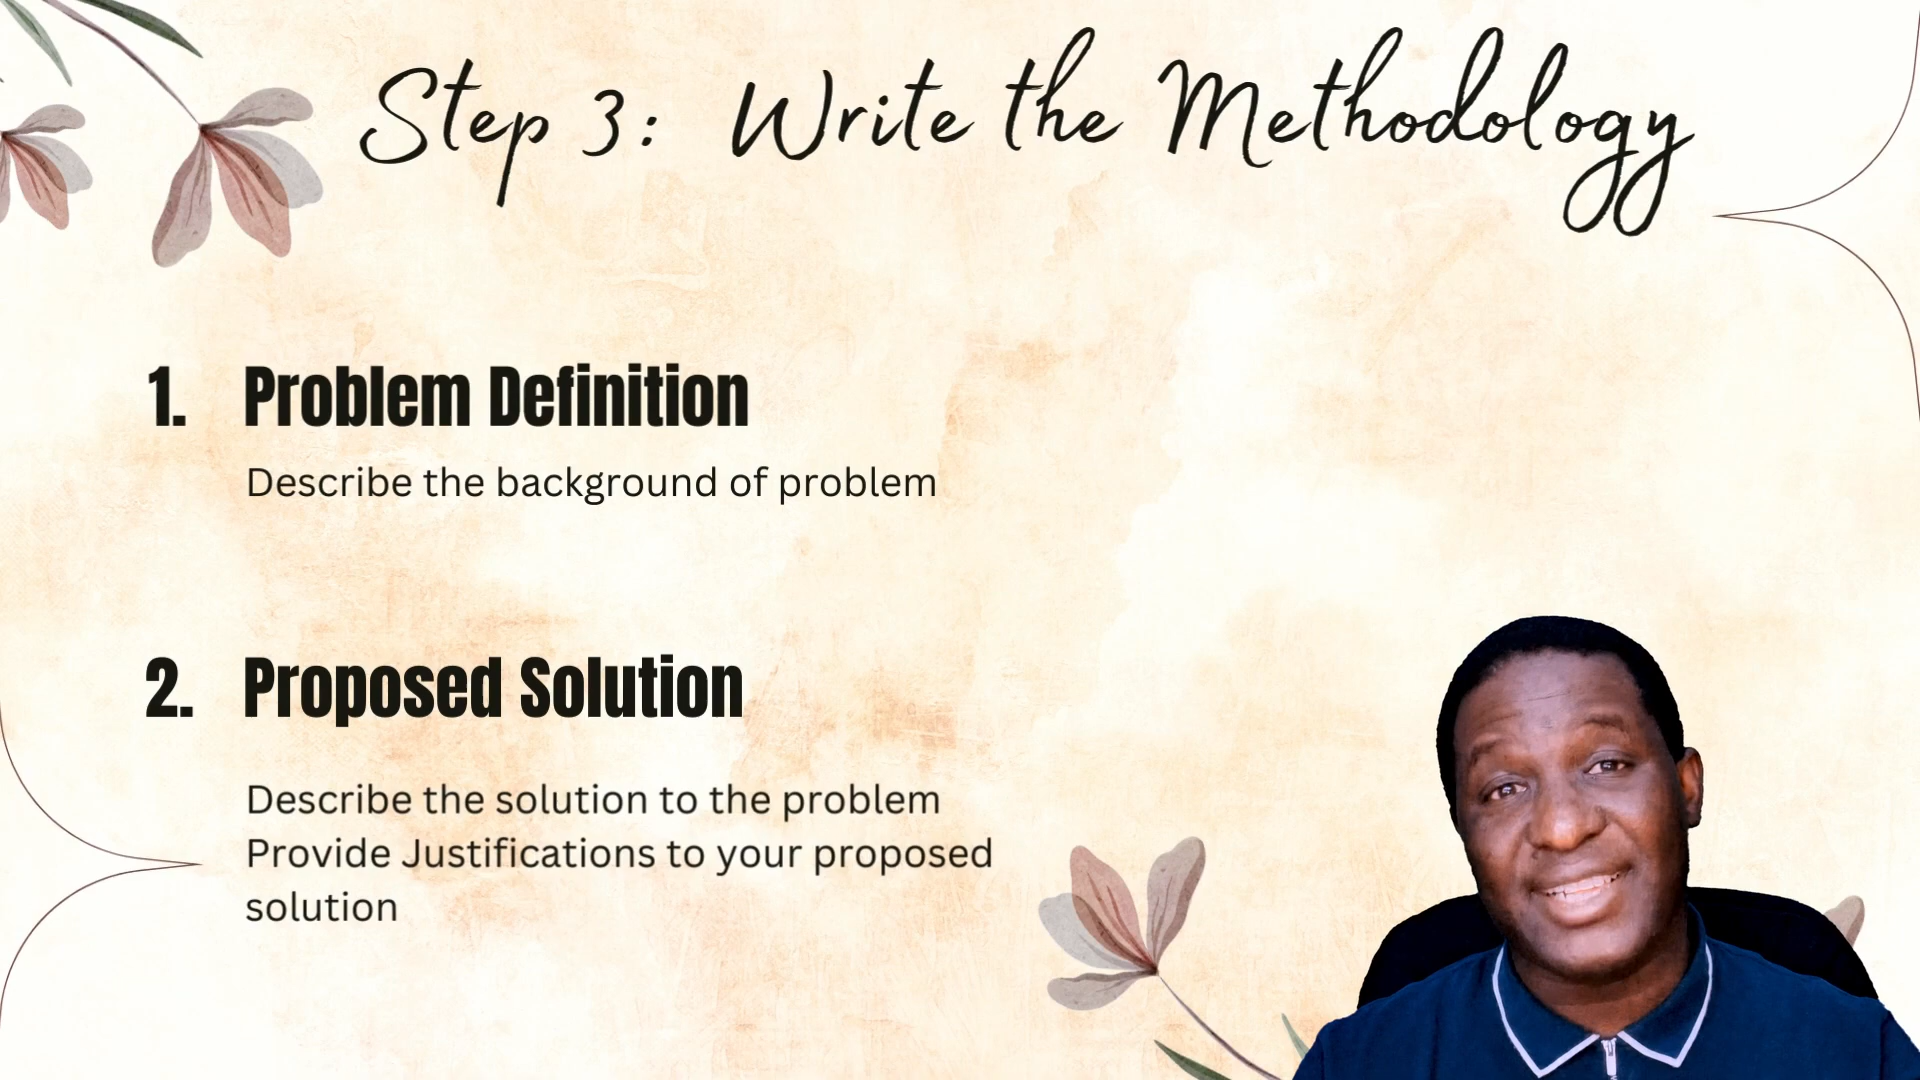 Step 3: Write the Methodology
1. Problem Definition
Describe the background of problem
2. Proposed Solution
Describe the solution to the problem
Provide Justifications to your proposed
solution